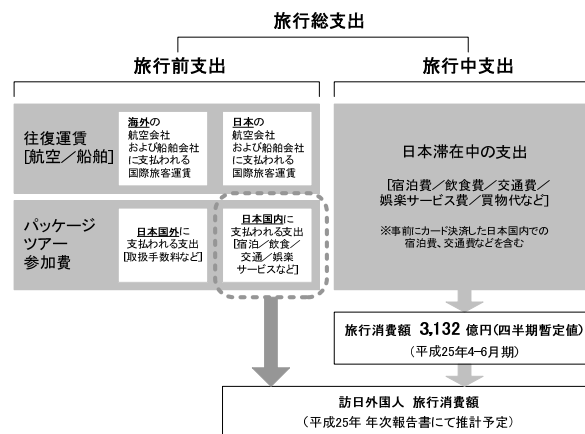 旅行総支出
旅行前支出
旅行中支出
往復運賃
[航空／船舶]
海外の
航空会社
および船舶会社
に支払われる
国際旅客運賃
日本の
航空会社
および船舶会社
に支払われる
国際旅客運賃
パッケージ
ツアー
参加費
日本国外に
支払われる支出
[取扱手数料など]
日本国内に
支払われる支出
[宿泊／飲食／
交通／娯楽
サービスなど]
日本滞在中の支出
[宿泊費／飲食費／交通費／
娯楽サービス費／買物代など]
※事前にカード決済した日本国内での
宿泊費、交通費などを含む
旅行消費額 3,132 億円(四半期暫定値)
(平成25年4-6月期)
訪日外国人 旅行消費額
(平成25年 年次報告書にて推計予定)